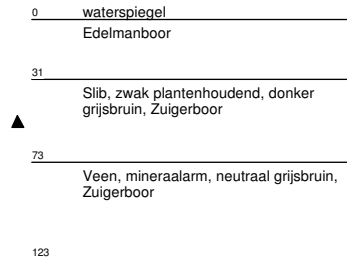 0 waterspiegel
Edelmanboor
31
Slib, zwak plantenhoudend, donker
grijsbruin, Zuigerboor
73
Veen, mineraalarm, neutraal grijsbruin,
Zuigerboor
123